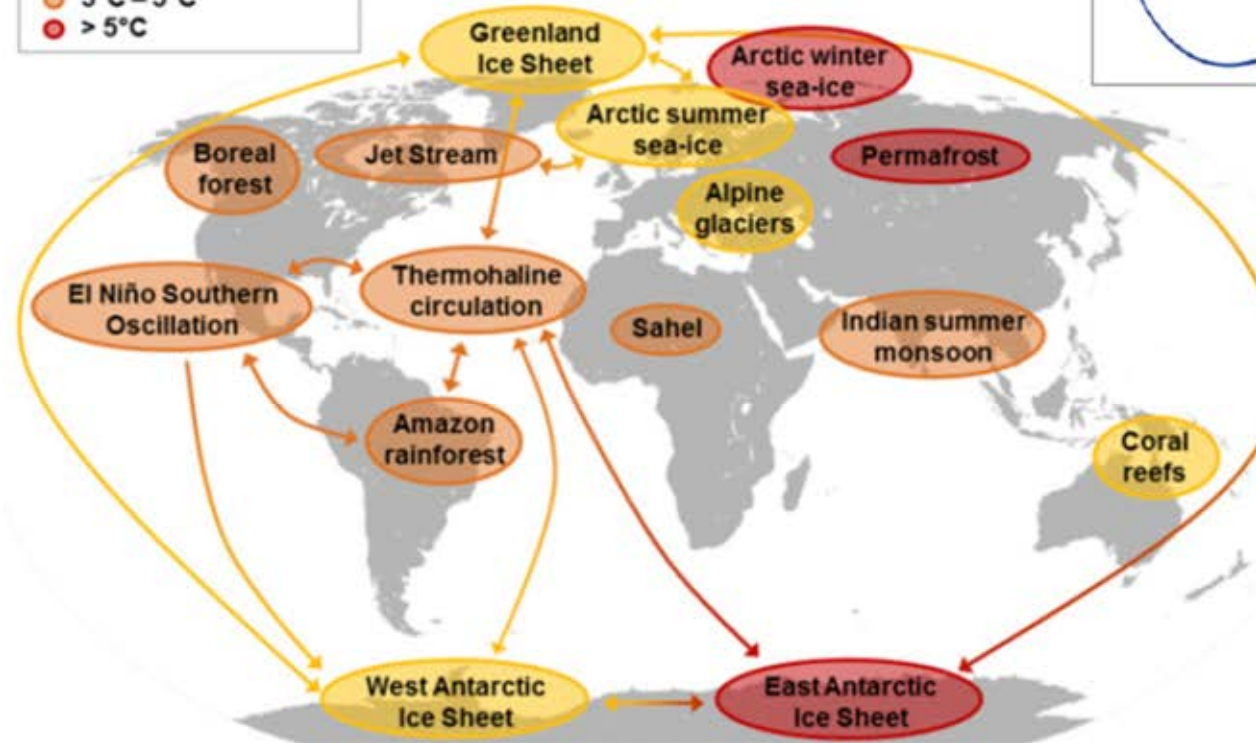 3°C – 5°C
> 5°C
Greenland
Ice Sheet
Arctic winter
sea-ice
Arctic summer
sea-ice
Boreal
forest
Jet Stream
Permafrost
Alpine
glaciers
El Niño Southern
Oscillation
Thermohaline
circulation
Sahel
Indian summer
monsoon
Amazon
rainforest
Coral
reefs
West Antarctic
Ice Sheet
East Antarctic
Ice Sheet